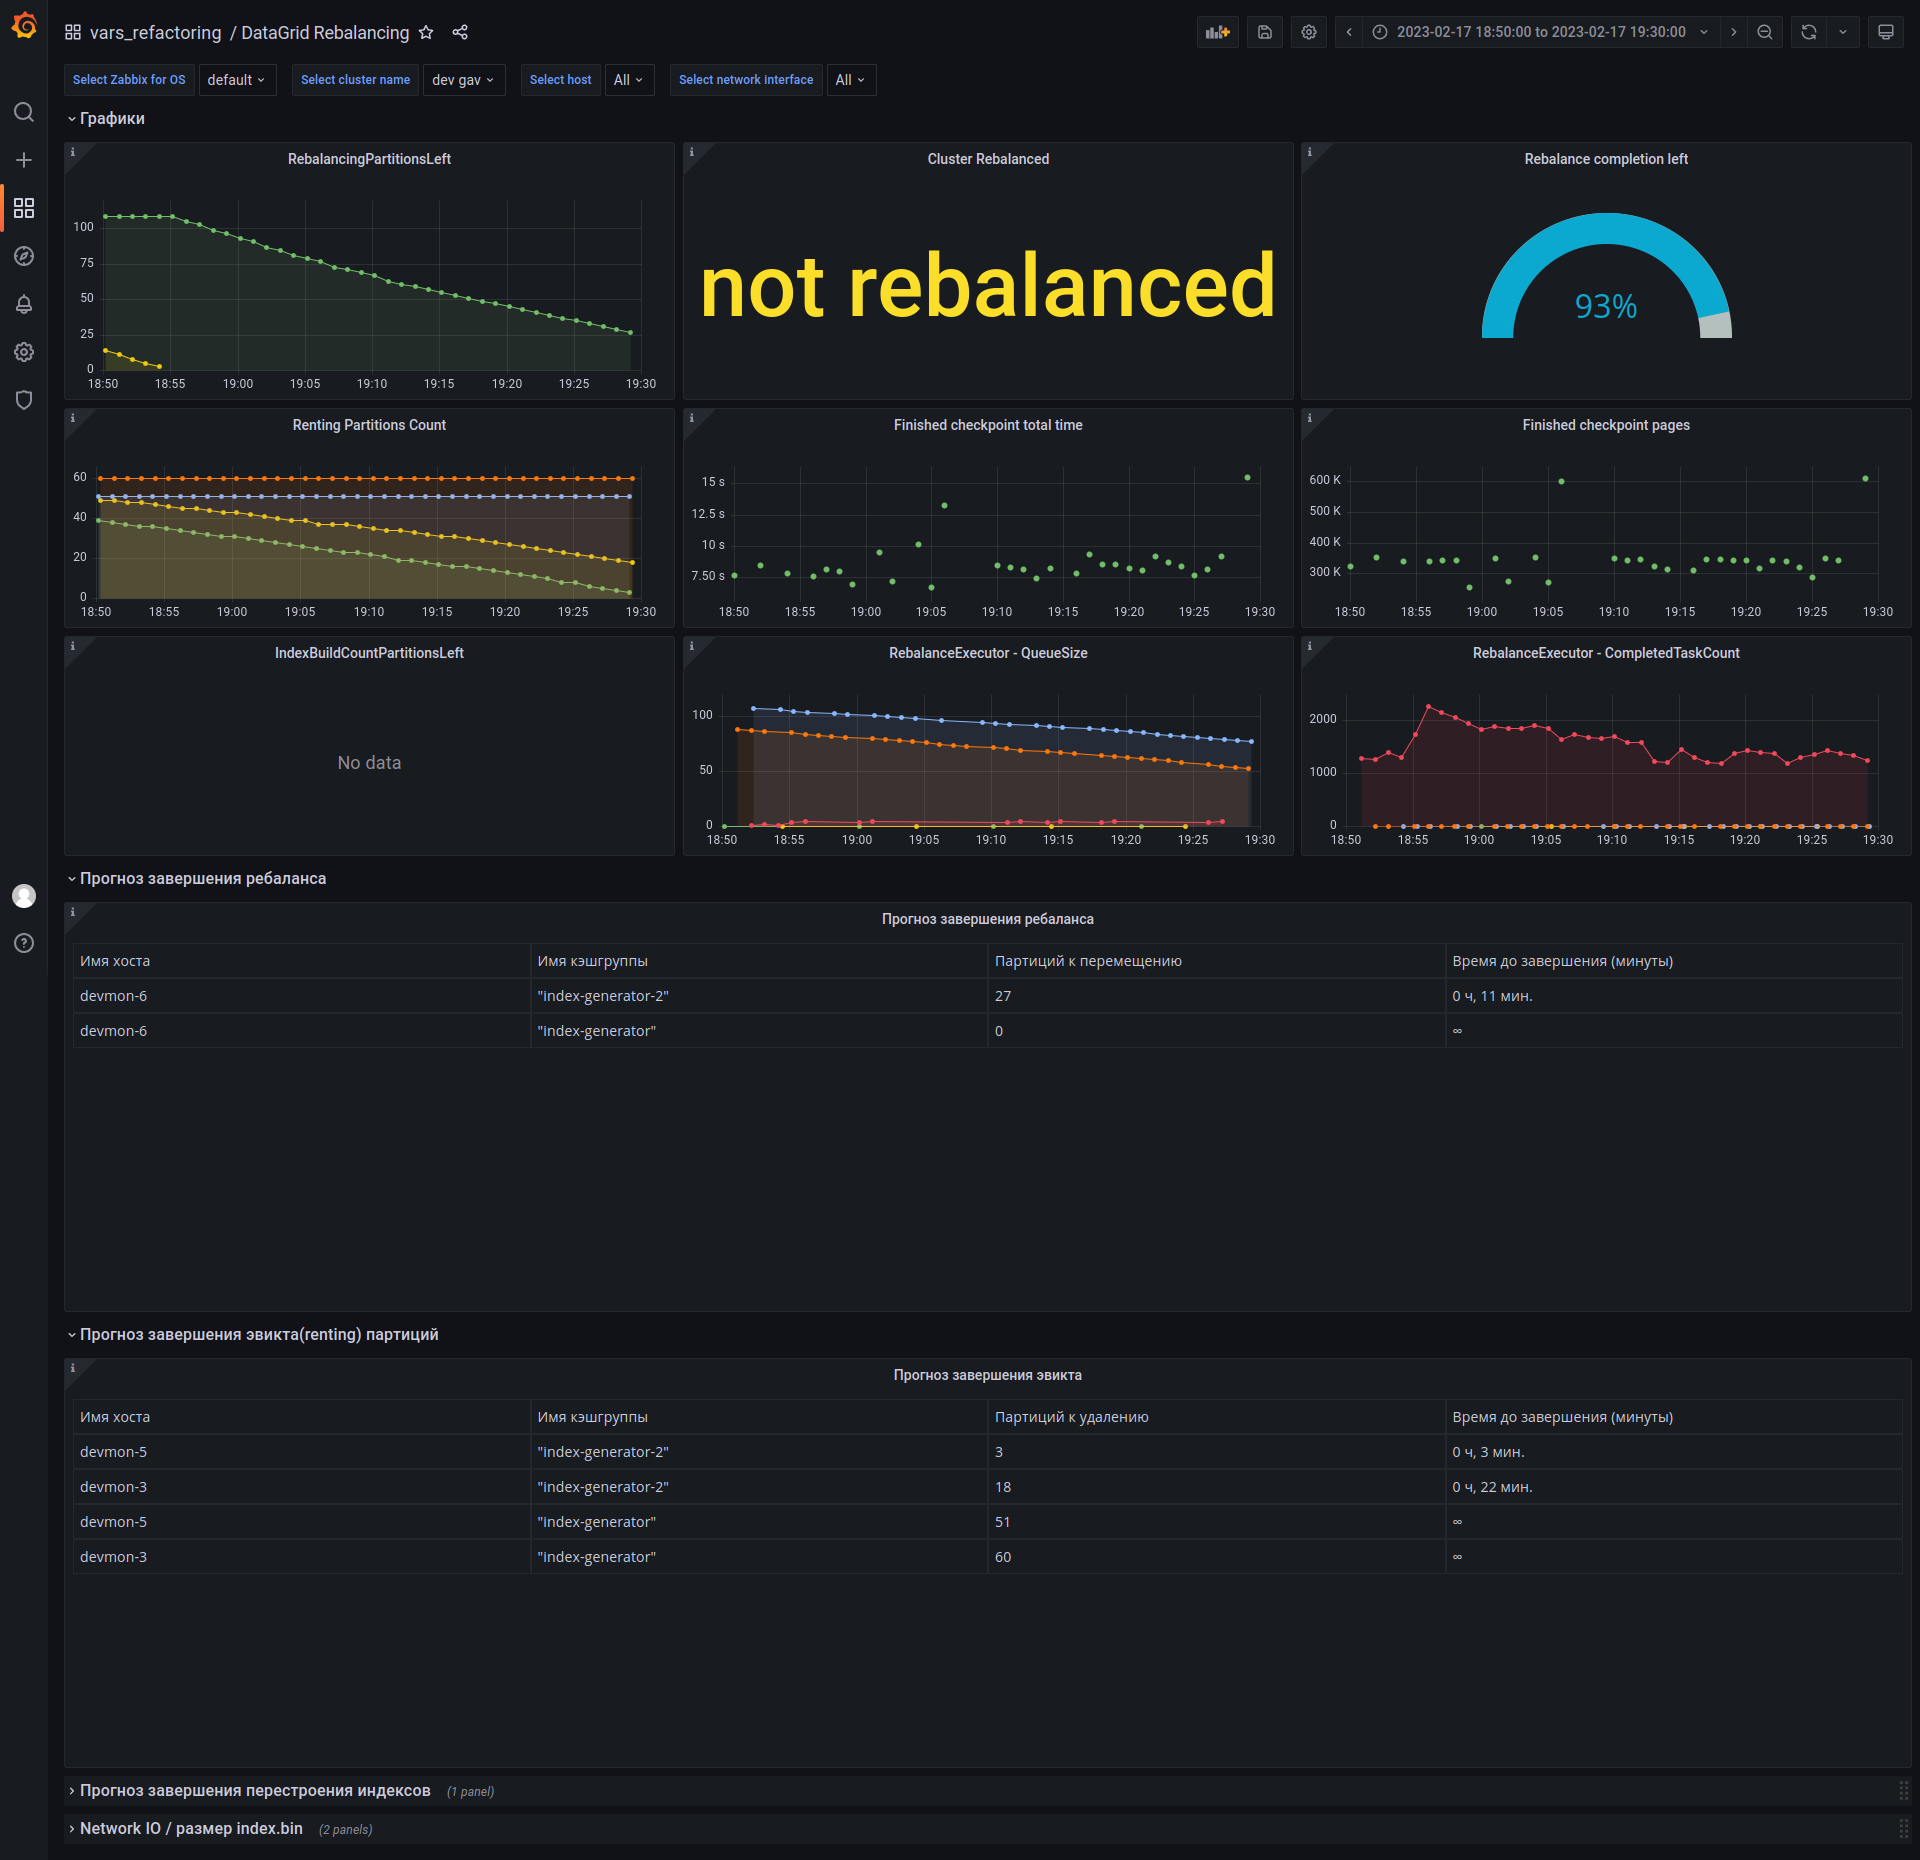 vars_refactoring / DataGrid Rebalancing
2023-02-17 18:50:00 to 2023-02-17 19:30:00
Select Zabbix for OS default Select cluster name dev gav Select host All Select network interface All
Графики
RebalancingPartitionsLeft
100
75
50
25
0
18:50 18:55 19:00 19:05 19:10 19:15 19:20 19:25 19:30
Cluster Rebalanced
not rebalanced
Rebalance completion left
93%
Renting Partitions Count
60
40
20
0
18:50 18:55 19:00 19:05 19:10 19:15 19:20 19:25 19:30
Finished checkpoint total time
15 s
12.5 s
10 s
7.50 s
18:50 18:55 19:00 19:05 19:10 19:15 19:20 19:25 19:30
Finished checkpoint pages
600 K
500 K
400 K
300 K
18:50 18:55 19:00 19:05 19:10 19:15 19:20 19:25 19:30
IndexBuildCountPartitionsLeft
No data
RebalanceExecutor - QueueSize
100
50
0
18:50 18:55 19:00 19:05 19:10 19:15 19:20 19:25 19:30
RebalanceExecutor - CompletedTaskCount
2000
1000
0
18:50 18:55 19:00 19:05 19:10 19:15 19:20 19:25 19:30
Прогноз завершения ребаланса
Прогноз завершения ребаланса
Имя хоста Имя кэшгруппы Партиций к перемещению Время до завершения (минуты)
devmon-6 "index-generator-2" 27 0 ч, 11 мин.
devmon-6 "index-generator" 0 ∞
Прогноз завершения эвикта(renting) партиций
Прогноз завершения эвикта
Имя хоста Имя кэшгруппы Партиций к удалению Время до завершения (минуты)
devmon-5 "index-generator-2" 3 0 ч, 3 мин.
devmon-3 "index-generator-2" 18 0 ч, 22 мин.
devmon-5 "index-generator" 51 ∞
devmon-3 "index-generator" 60 ∞
Прогноз завершения перестроения индексов (1 panel)
Network IO / размер index.bin (2 panels)